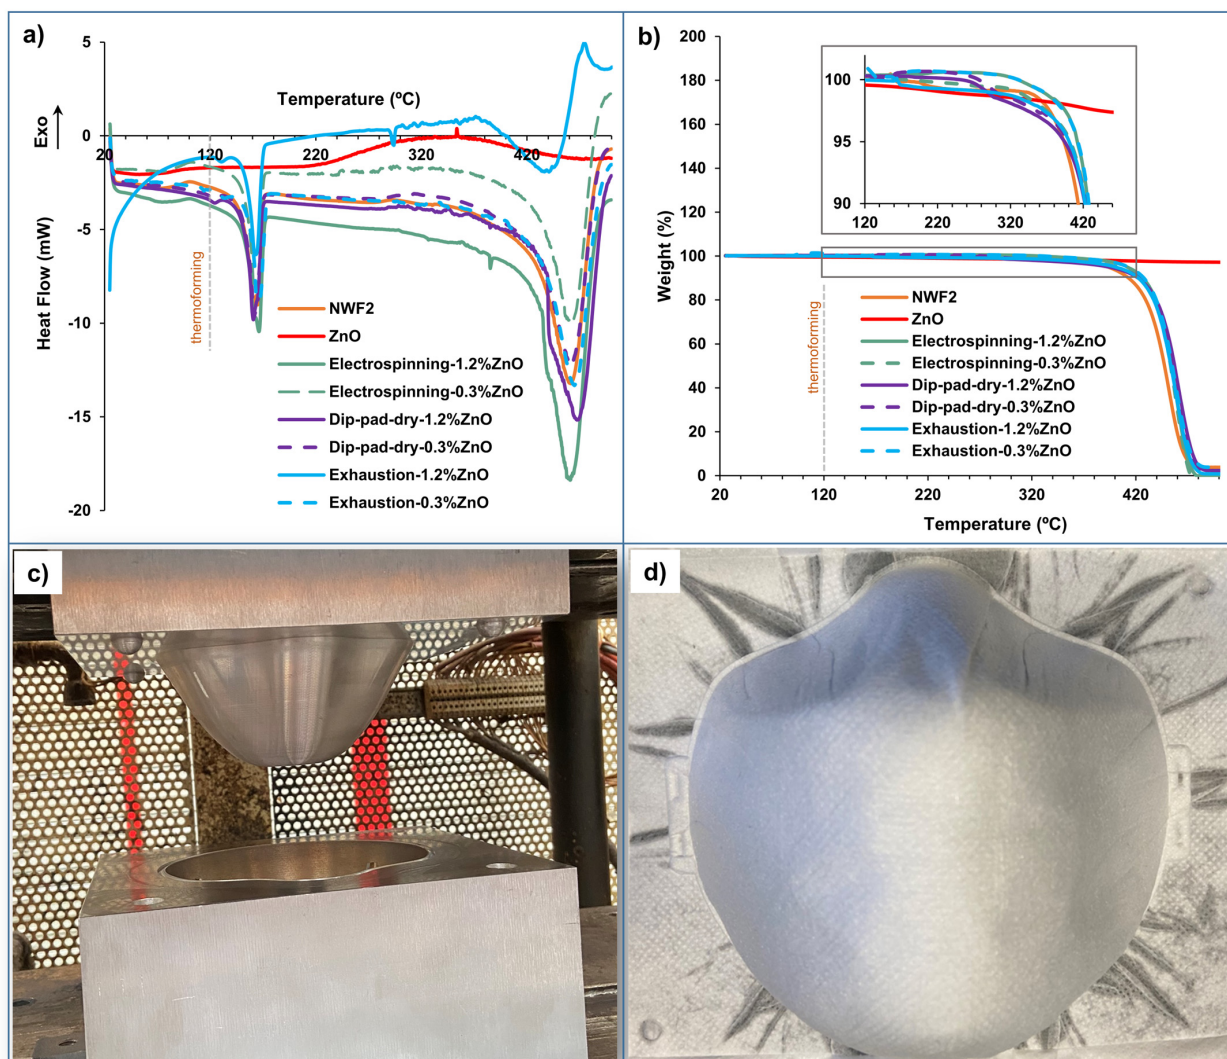 a)
Exo
Heat Flow (mW)
5
0
-5
-10
-15
-20
Temperature (ºC)
20
120
220
320
420
thermoforming
NWF2
ZnO
Electrospinning-1.2%ZnO
Electrospinning-0.3%ZnO
Dip-pad-dry-1.2%ZnO
Dip-pad-dry-0.3%ZnO
Exhaustion-1.2%ZnO
Exhaustion-0.3%ZnO
b)
Weight (%)
200
180
160
140
120
100
80
60
40
20
0
100
95
90
120
220
320
420
thermoforming
NWF2
ZnO
Electrospinning-1.2%ZnO
Electrospinning-0.3%ZnO
Dip-pad-dry-1.2%ZnO
Dip-pad-dry-0.3%ZnO
Exhaustion-1.2%ZnO
Exhaustion-0.3%ZnO
20
120
220
320
420
Temperature (ºC)
c)
d)